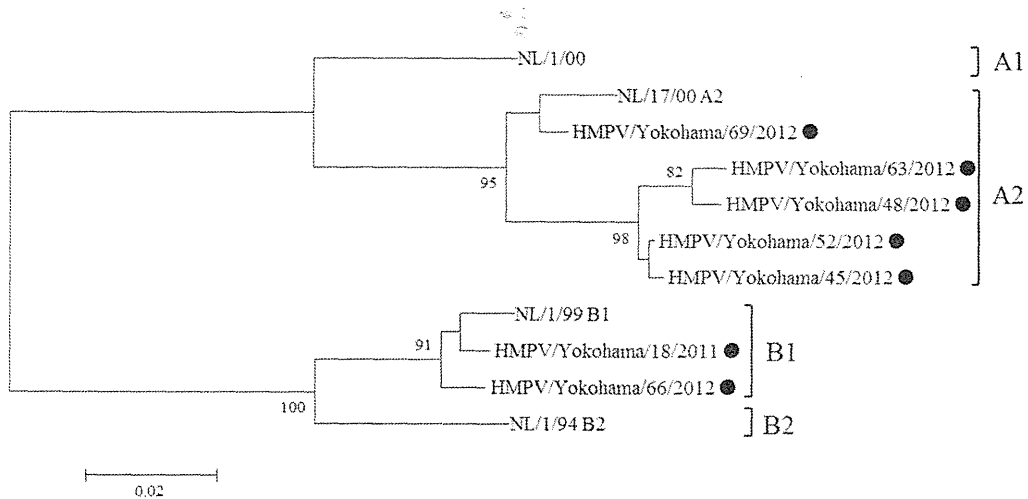 NL/1/00
A1
NL/17/00 A2
HMPV/Yokohama/69/2012
82
HMPV/Yokohama/63/2012
95
A2
HMPV/Yokohama/48/2012
98
HMPV/Yokohama/52/2012
HMPV/Yokohama/45/2012
NL/1/99 B1
91
HMPV/Yokohama/18/2011
B1
HMPV/Yokohama/66/2012
100
NL/1/94 B2
B2
0.02